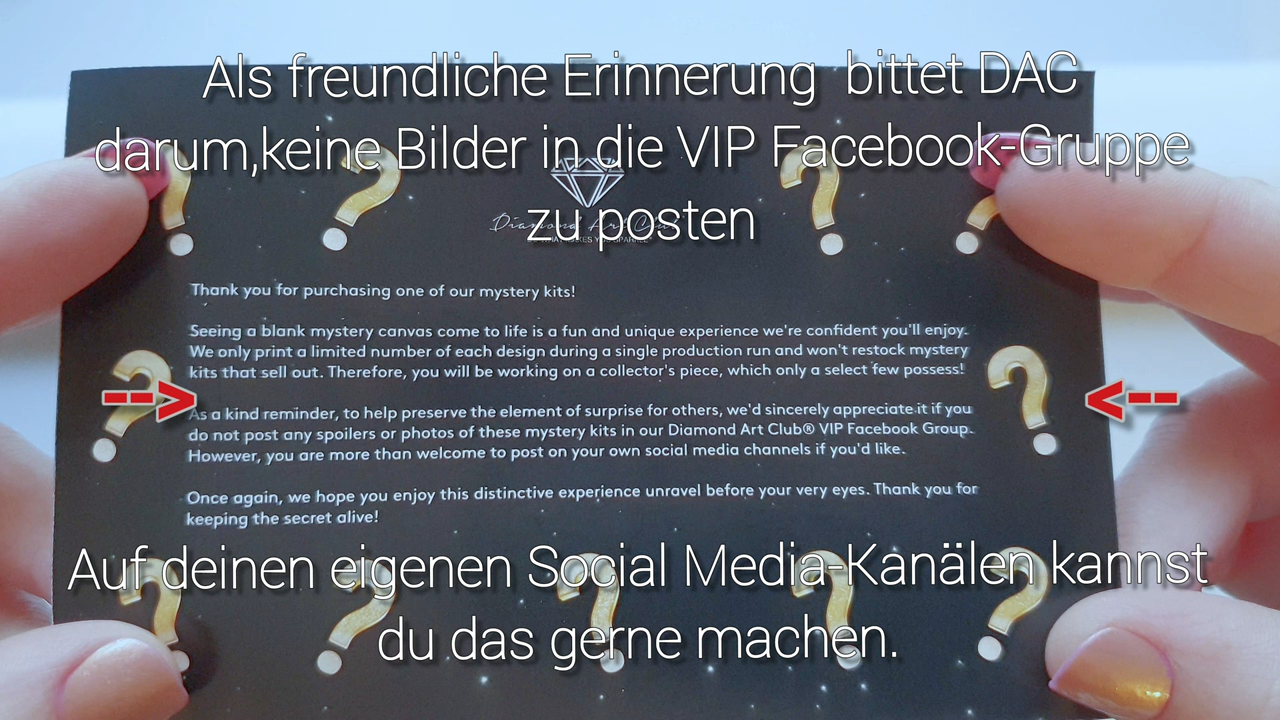 Als freundliche Erinnerung bittet DAC
darum,keine Bilder in die VIP Facebook-Gruppe
zu posten
Diamond Art Club
Thank you for purchasing one of our mystery kits!
Seeing a blank mystery canvas come to life is a fun and unique experience we're confident you'll enjoy.
We only print a limited number of each design during a single production run and won't restock mystery
kits that sell out. Therefore, you will be working on a collector's piece, which only a select few possess!
-->
<--
As a kind reminder, to help preserve the element of surprise for others, we'd sincerely appreciate it if you
do not post any spoilers or photos of these mystery kits in our Diamond Art Club® VIP Facebook Group.
However, you are more than welcome to post on your own social media channels if you'd like.
Once again, we hope you enjoy this distinctive experience unravel before your very eyes. Thank you for
keeping the secret alive!
Auf deinen eigenen Social Media-Kanälen kannst
du das gerne machen.